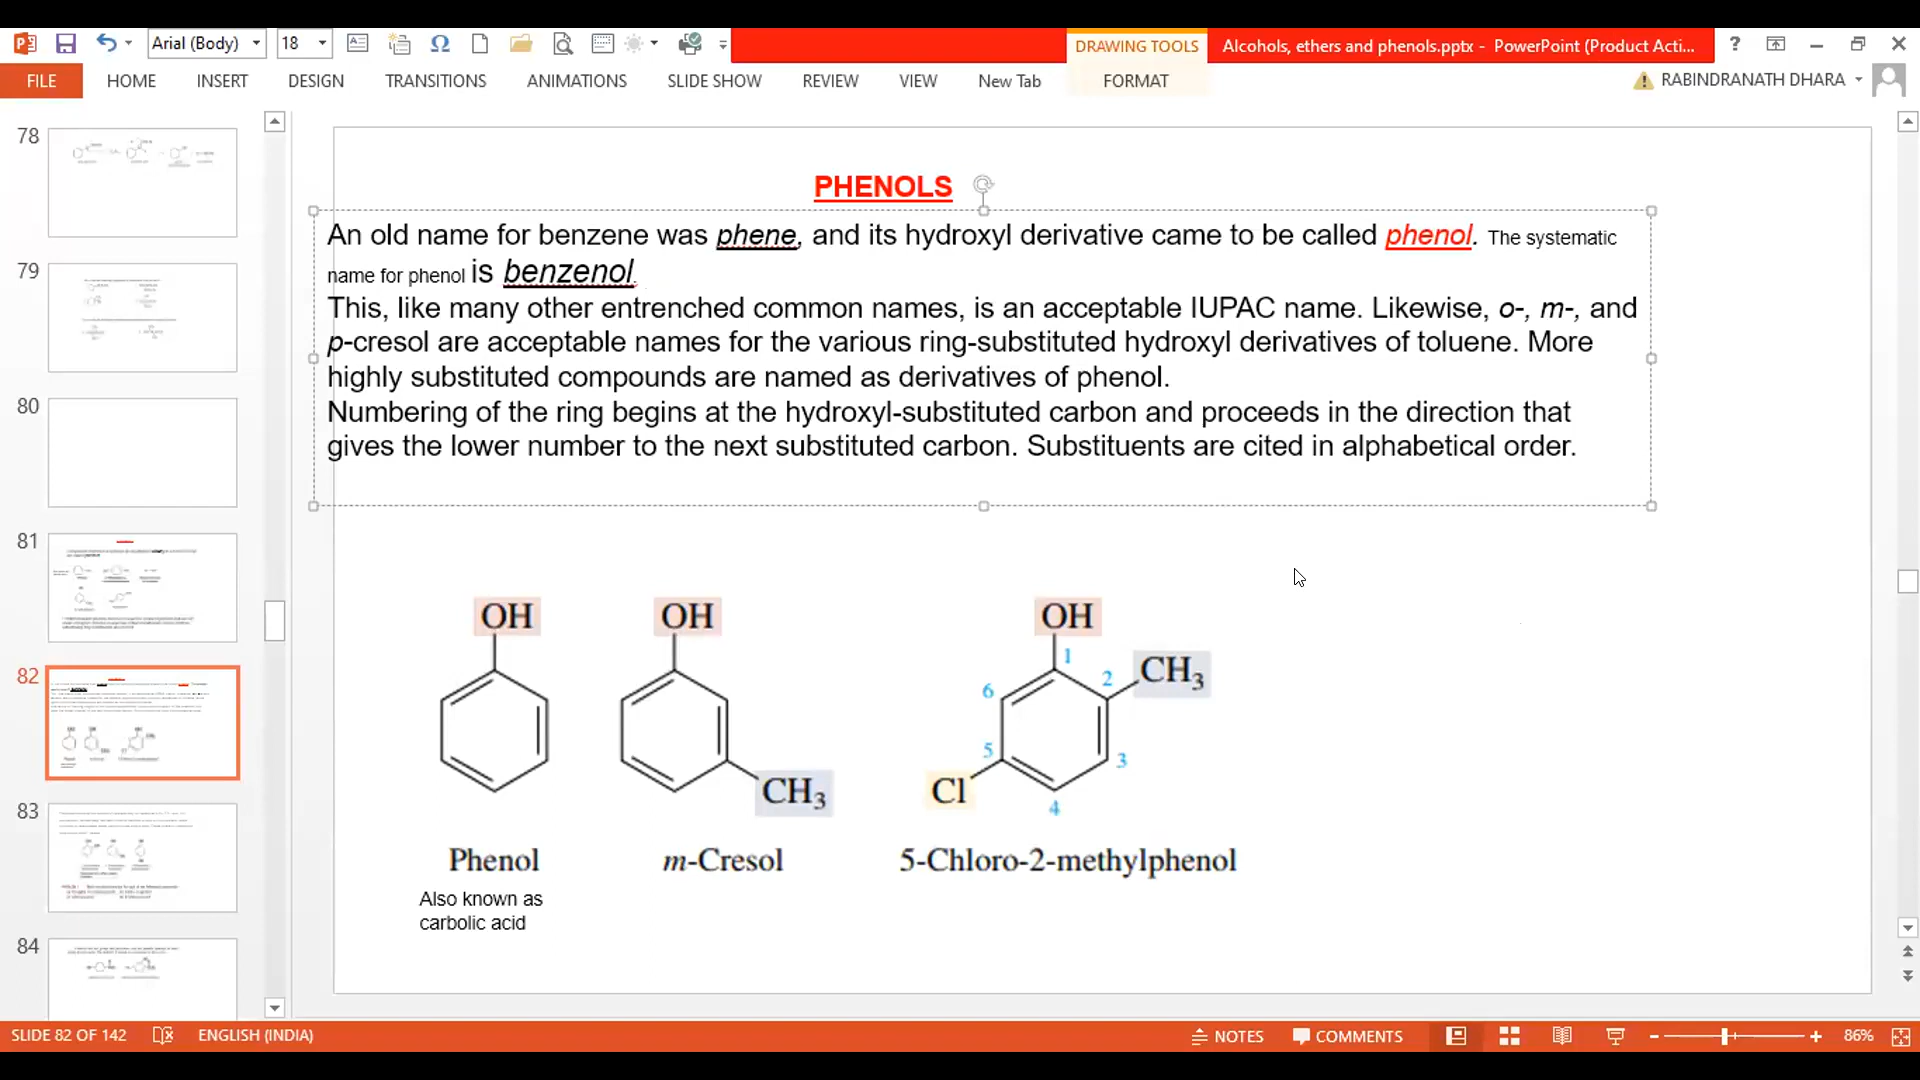 Arial (Body)
18
DRAWING TOOLS
Alcohols, ethers and phenols.pptx - PowerPoint (Product Acti...
?
FILE
HOME
INSERT
DESIGN
TRANSITIONS
ANIMATIONS
SLIDE SHOW
REVIEW
VIEW
New Tab
FORMAT
RABINDRANATH DHARA
78
79
80
81
82
83
84
PHENOLS
An old name for benzene was phene, and its hydroxyl derivative came to be called phenol. The systematic
name for phenol is benzenol.
This, like many other entrenched common names, is an acceptable IUPAC name. Likewise, o-, m-, and
p-cresol are acceptable names for the various ring-substituted hydroxyl derivatives of toluene. More
highly substituted compounds are named as derivatives of phenol.
Numbering of the ring begins at the hydroxyl-substituted carbon and proceeds in the direction that
gives the lower number to the next substituted carbon. Substituents are cited in alphabetical order.
OH
Phenol
Also known as
carbolic acid
OH
CH3
m-Cresol
OH
1
2
CH3
6
5
3
Cl
4
5-Chloro-2-methylphenol
SLIDE 82 OF 142
ENGLISH (INDIA)
NOTES
COMMENTS
86%